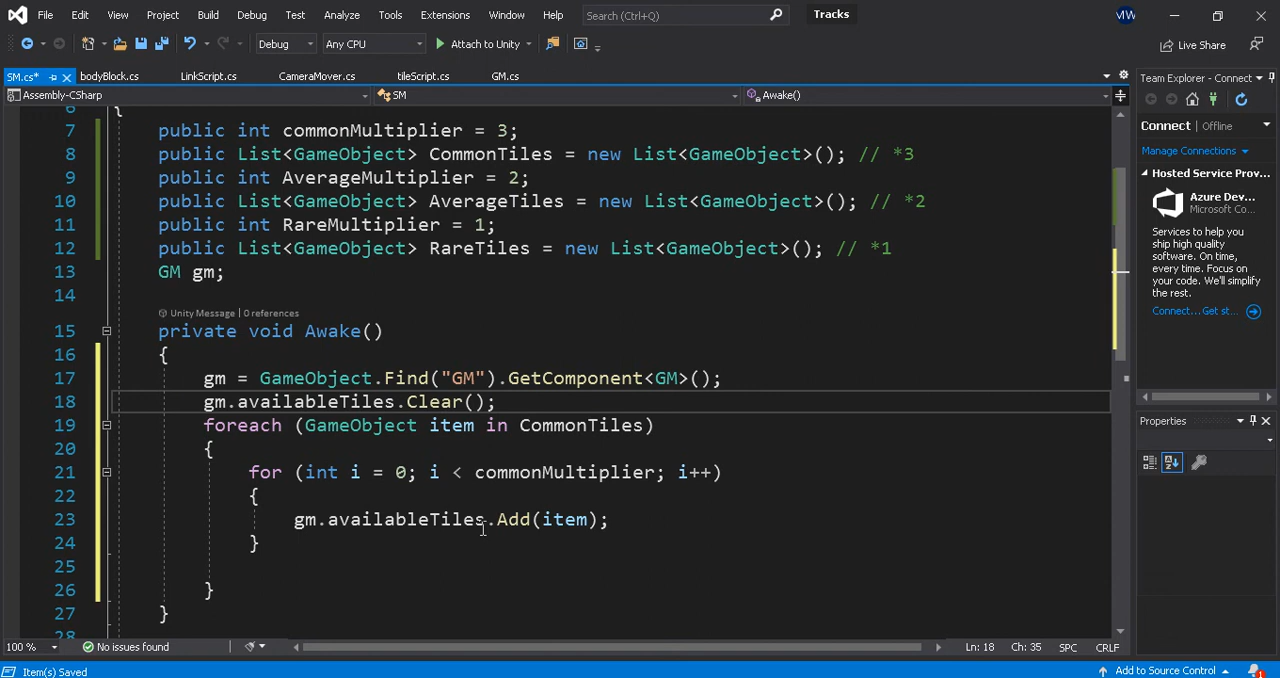 File Edit View Project Build Debug Test Analyze Tools Extensions Window Help Search (Ctrl+Q) Tracks MW
Debug Any CPU Attach to Unity Live Share
SM.cs* bodyBlock.cs LinkScript.cs CameraMover.cs tileScript.cs GM.cs
Assembly-CSharp SM Awake()
6 {
7 public int commonMultiplier = 3;
8 public List<GameObject> CommonTiles = new List<GameObject>(); // *3
9 public int AverageMultiplier = 2;
10 public List<GameObject> AverageTiles = new List<GameObject>(); // *2
11 public int RareMultiplier = 1;
12 public List<GameObject> RareTiles = new List<GameObject>(); // *1
13 GM gm;
14
Unity Message | 0 references
15 private void Awake()
16 {
17 gm = GameObject.Find("GM").GetComponent<GM>();
18 gm.availableTiles.Clear();
19 foreach (GameObject item in CommonTiles)
20 {
21 for (int i = 0; i < commonMultiplier; i++)
22 {
23 gm.availableTiles.Add(item);
24 }
25
26 }
27 }
28
100 % No issues found Ln: 18 Ch: 35 SPC CRLF
Team Explorer - Connect
Connect | Offline
Manage Connections
Hosted Service Prov...
Azure Dev...
Microsoft Co...
Services to help you
ship high quality
software. On time,
every time. Focus on
your code. We'll simplify
the rest.
Connect... Get st...
Properties
Item(s) Saved Add to Source Control 1